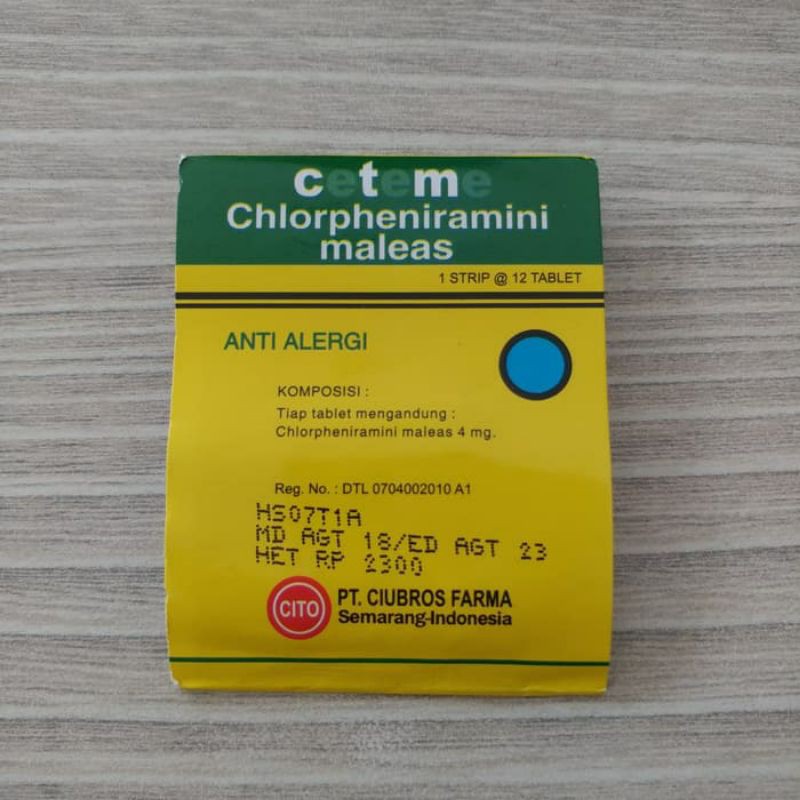 ceteme
Chlorpheniramini
maleas
1 STRIP @ 12 TABLET
ANTI ALERGI
KOMPOSISI :
Tiap tablet mengandung :
Chlorpheniramini maleas 4 mg.
Reg. No. : DTL 0704002010 A1
HS07T1A
MD AGT 18/ED AGT 23
HET RP 2300
CITO
PT. CIUBROS FARMA
Semarang-Indonesia